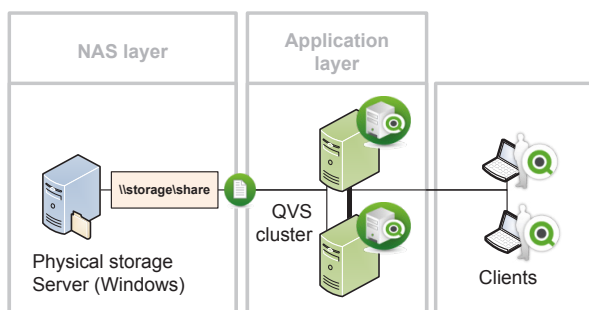 NAS layer
Application
layer
\\storage\share
QVS
cluster
Physical storage
Server (Windows)
Clients